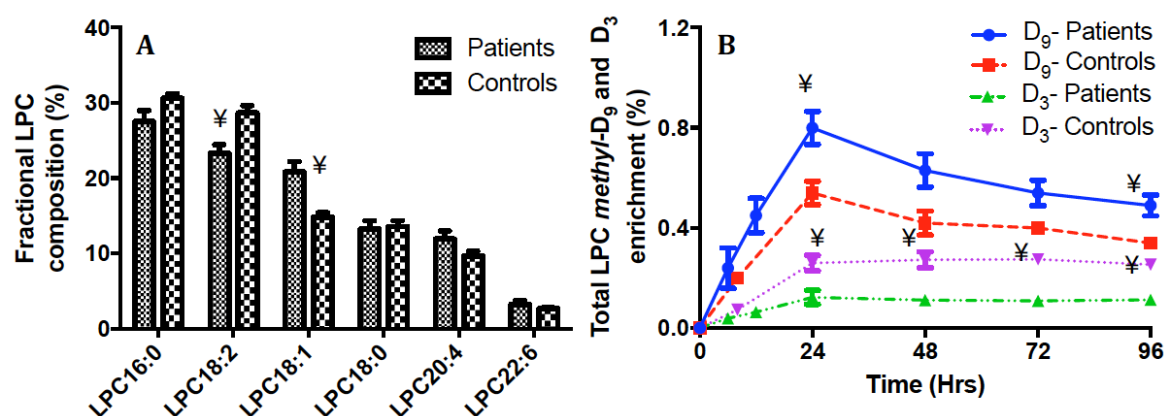 A
Patients
Controls
Fractional LPC
composition (%)
40
30
20
10
0
¥
¥
LPC16:0
LPC18:2
LPC18:1
LPC18:0
LPC20:4
LPC22:6
B
D₉- Patients
D₉- Controls
D₃- Patients
D₃- Controls
Total LPC methyl-D₉ and D₃
enrichment (%)
1.2
0.8
0.4
0.0
¥
¥
¥
¥
¥
¥
0
24
48
72
96
Time (Hrs)